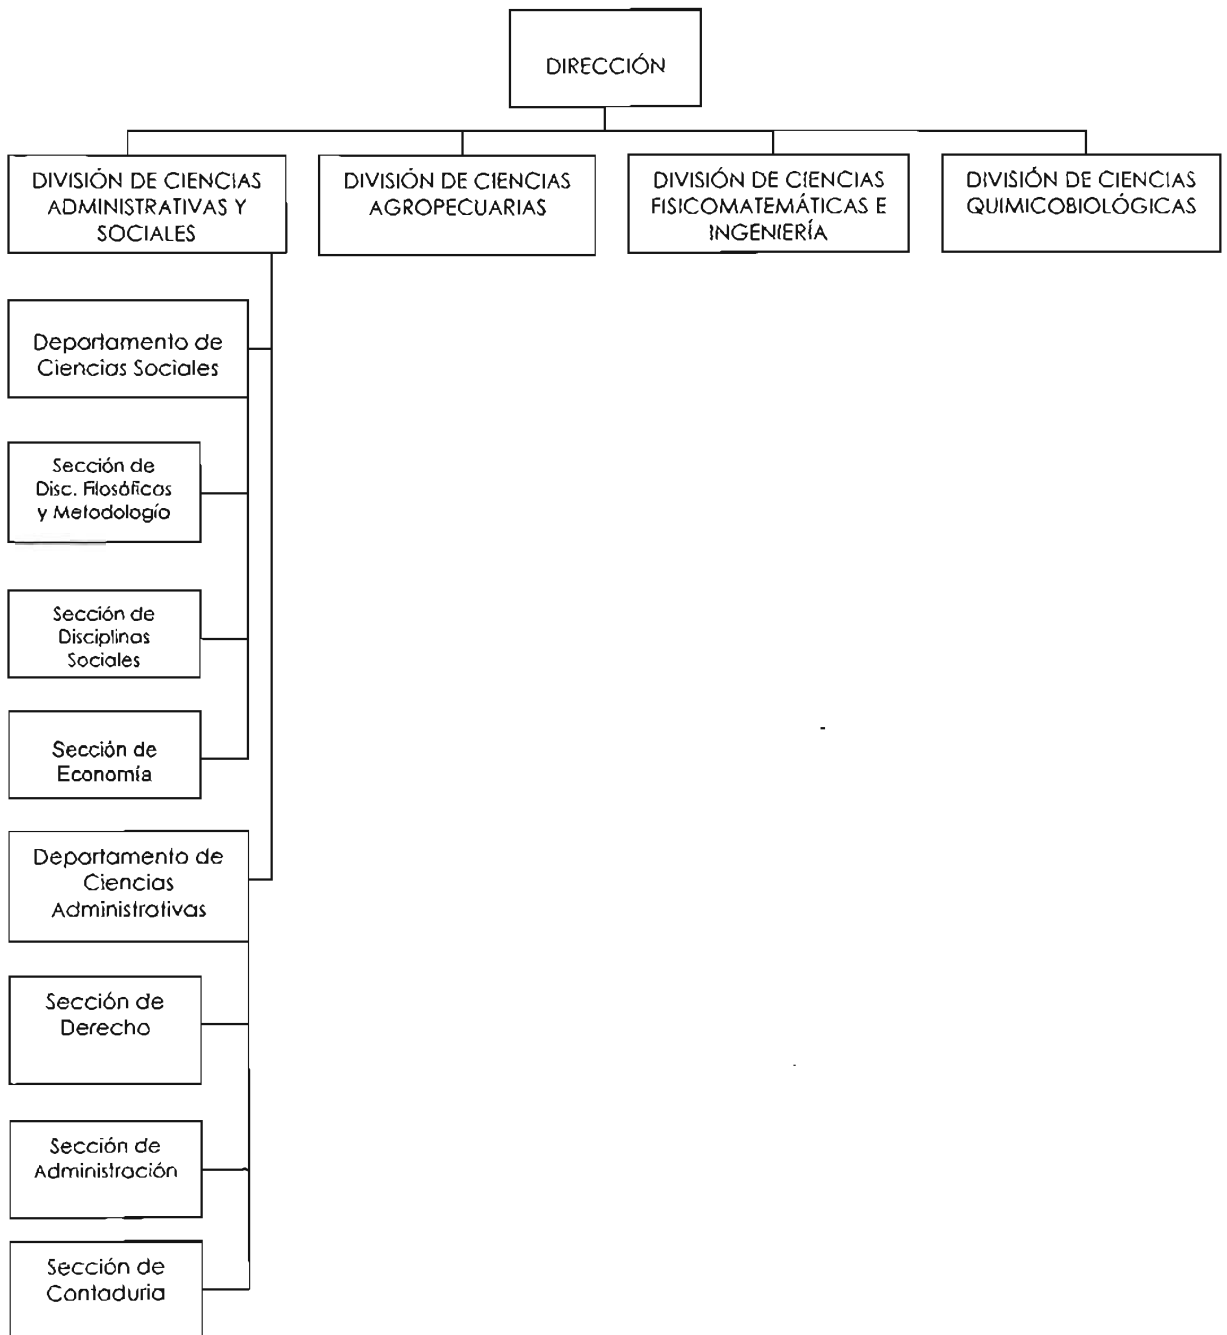 DIRECCIÓN
DIVISIÓN DE CIENCIAS
ADMINISTRATIVAS Y
SOCIALES
DIVISIÓN DE CIENCIAS
AGROPECUARIAS
DIVISIÓN DE CIENCIAS
FISICOMATEMÁTICAS E
INGENIERÍA
DIVISIÓN DE CIENCIAS
QUIMICOBIOLÓGICAS
Departamento de
Ciencias Sociales
Sección de
Disc. Filosóficas
y Metodología
Sección de
Disciplinas
Sociales
Sección de
Economía
Departamento de
Ciencias
Administrativas
Sección de
Derecho
Sección de
Administración
Sección de
Contaduria